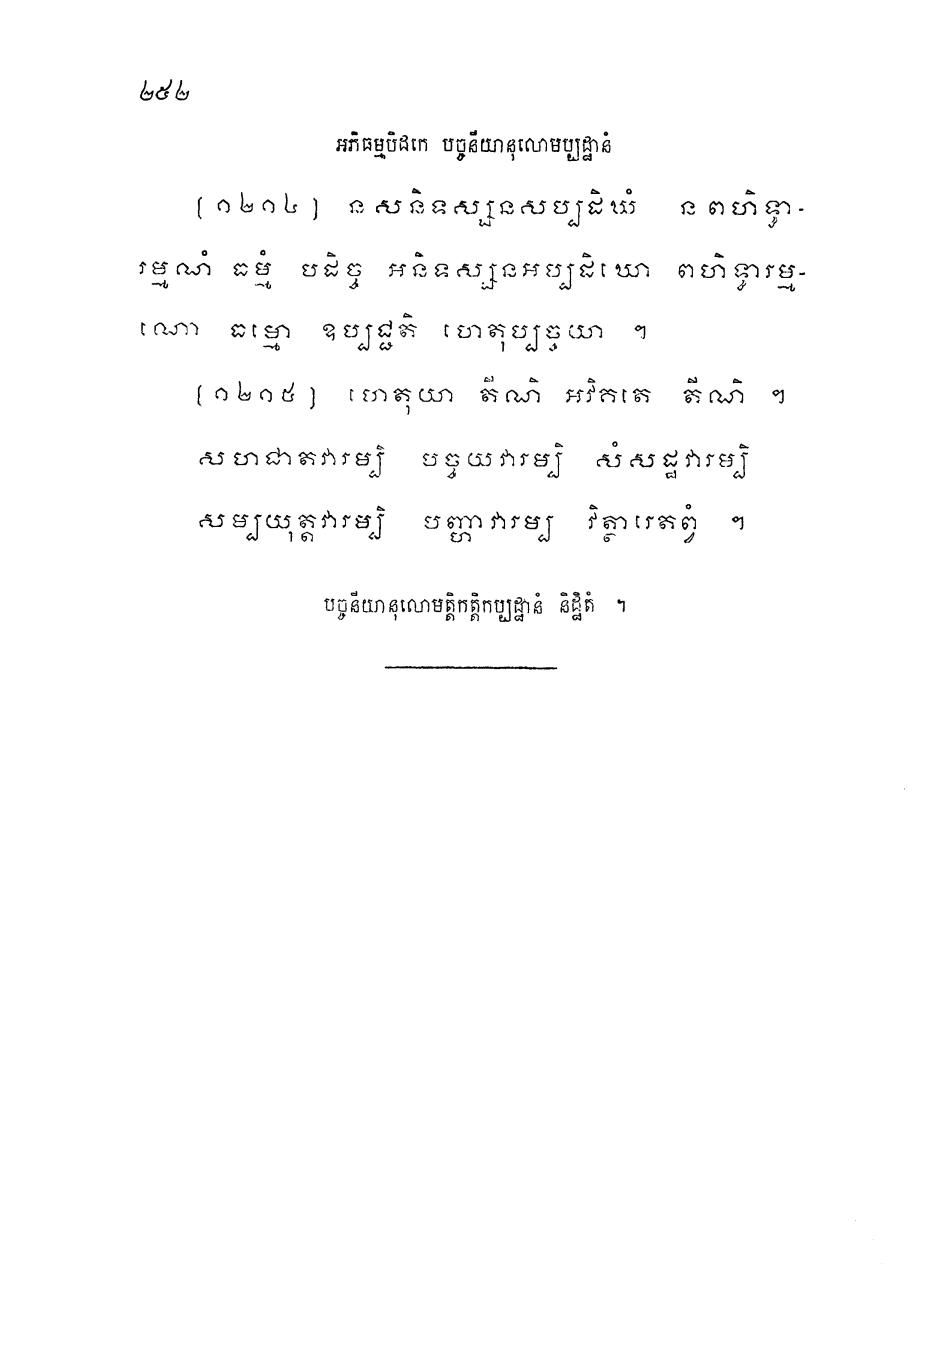 ២៥២
អភិធម្មបិដកេ បច្ចនីយានុលោមប្បដ្ឋានំ
[១២១៤] ន សនិទស្សនសប្បដិឃំ ន ពហិទ្ធា-
រម្មណំ ធម្មំ បដិច្ច អនិទស្សនអប្បដិឃោ ពហិទ្ធារម្ម-
ណោ ធម្មោ ឧប្បជ្ជតិ ហេតុប្បច្ចយា ។
[១២១៥] ហេតុយា តីណិ អវិកតេ តីណិ ។
សហជាតវារម្បិ បច្ចយវារម្បិ សំសដ្ឋវារម្បិ
សម្បយុត្តវារម្បិ បញ្ហាវារម្ប វិត្ថារេតព្វំ ។
បច្ចនីយានុលោមត្តិកត្តិកប្បដ្ឋានំ និដ្ឋិតំ ។